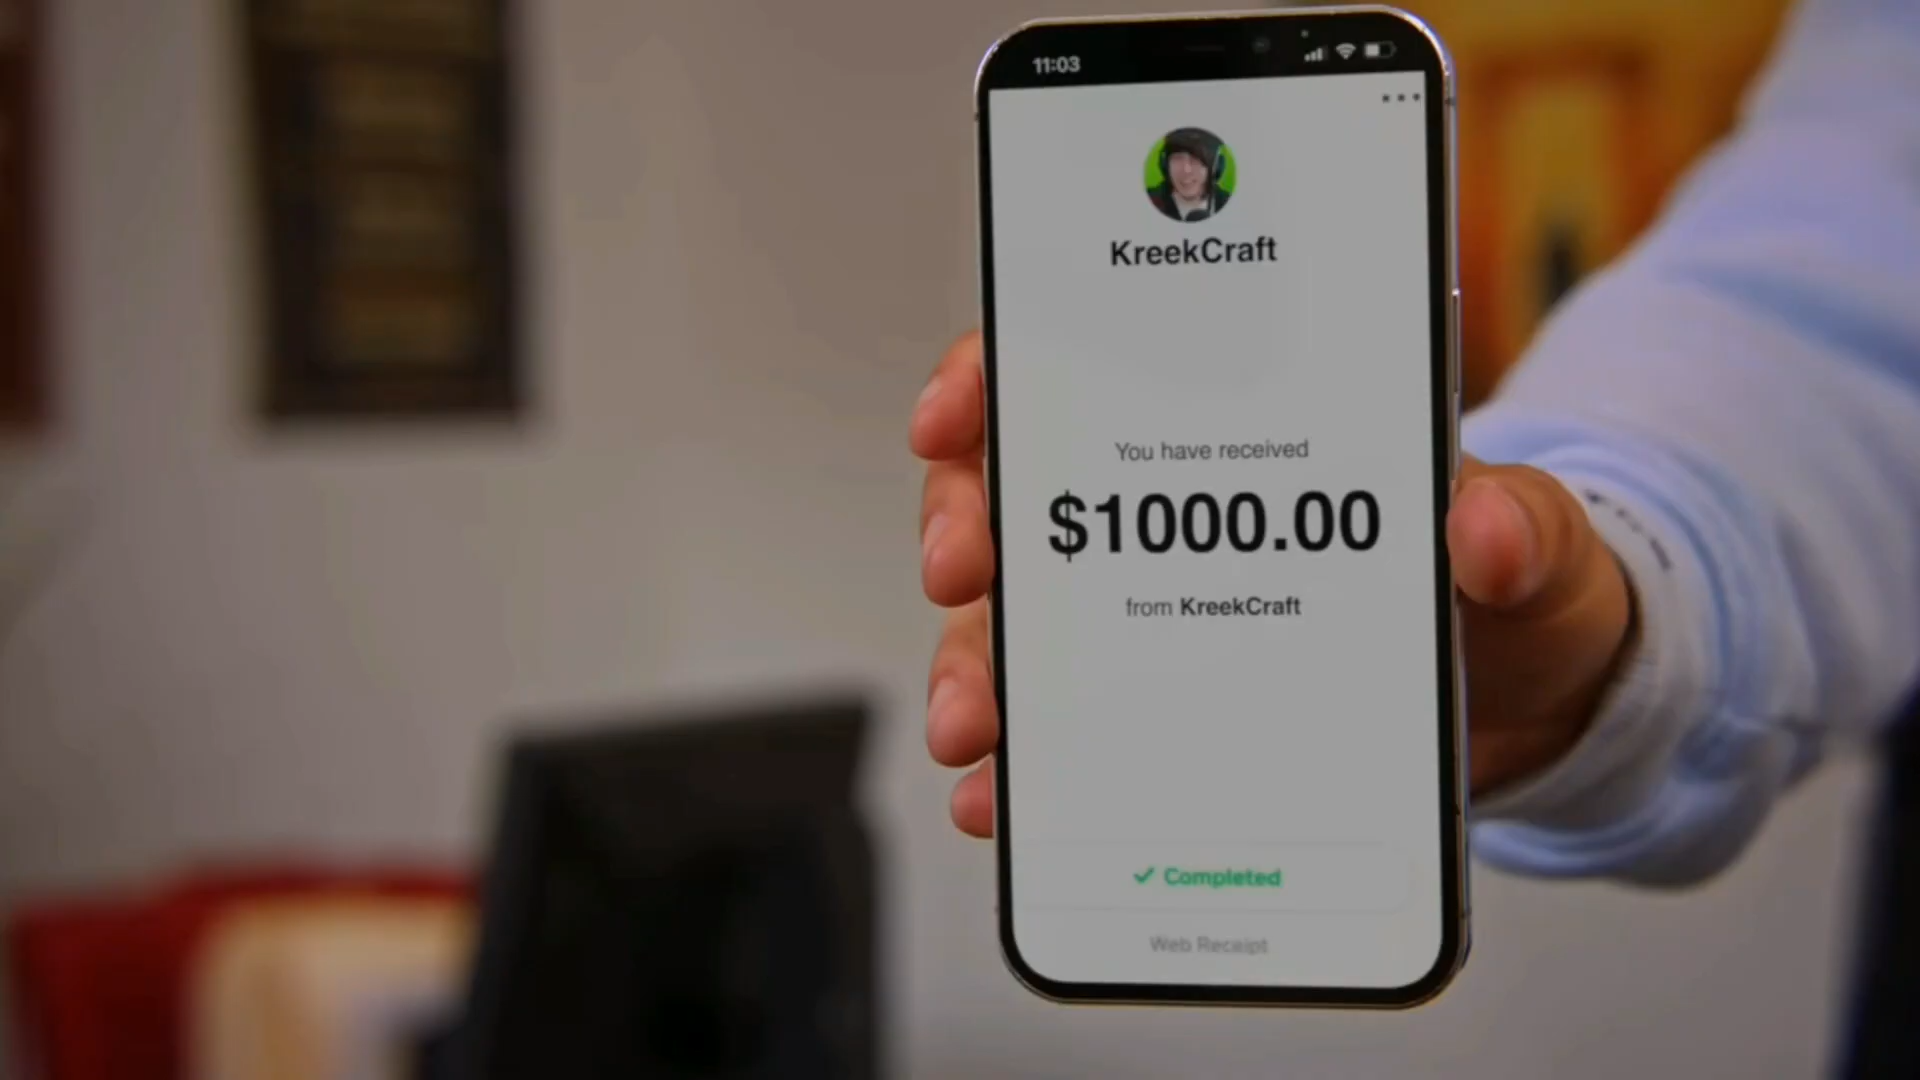 11:03
KreekCraft
You have received
$1000.00
from KreekCraft
✓ Completed
Web Receipt